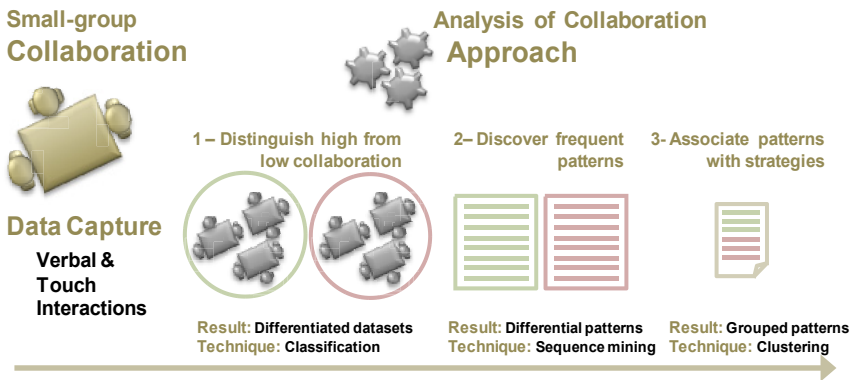 Small-group
Collaboration
Analysis of Collaboration
Approach
1 – Distinguish high from
low collaboration
2– Discover frequent
patterns
3- Associate patterns
with strategies
Data Capture
Verbal &
Touch
Interactions
Result: Differentiated datasets
Technique: Classification
Result: Differential patterns
Technique: Sequence mining
Result: Grouped patterns
Technique: Clustering